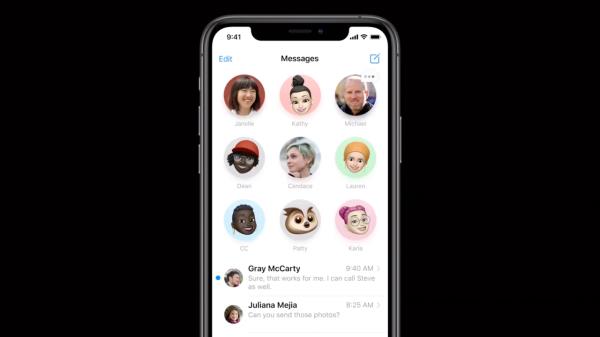 9:41
Edit
Messages
Janelle
Kathy
Michael
Dean
Candace
Lauren
CC
Patty
Karla
Gray McCarty
9:40 AM
Sure, that works for me. I can call Steve
as well.
Juliana Mejia
8:25 AM
Can you send those photos?